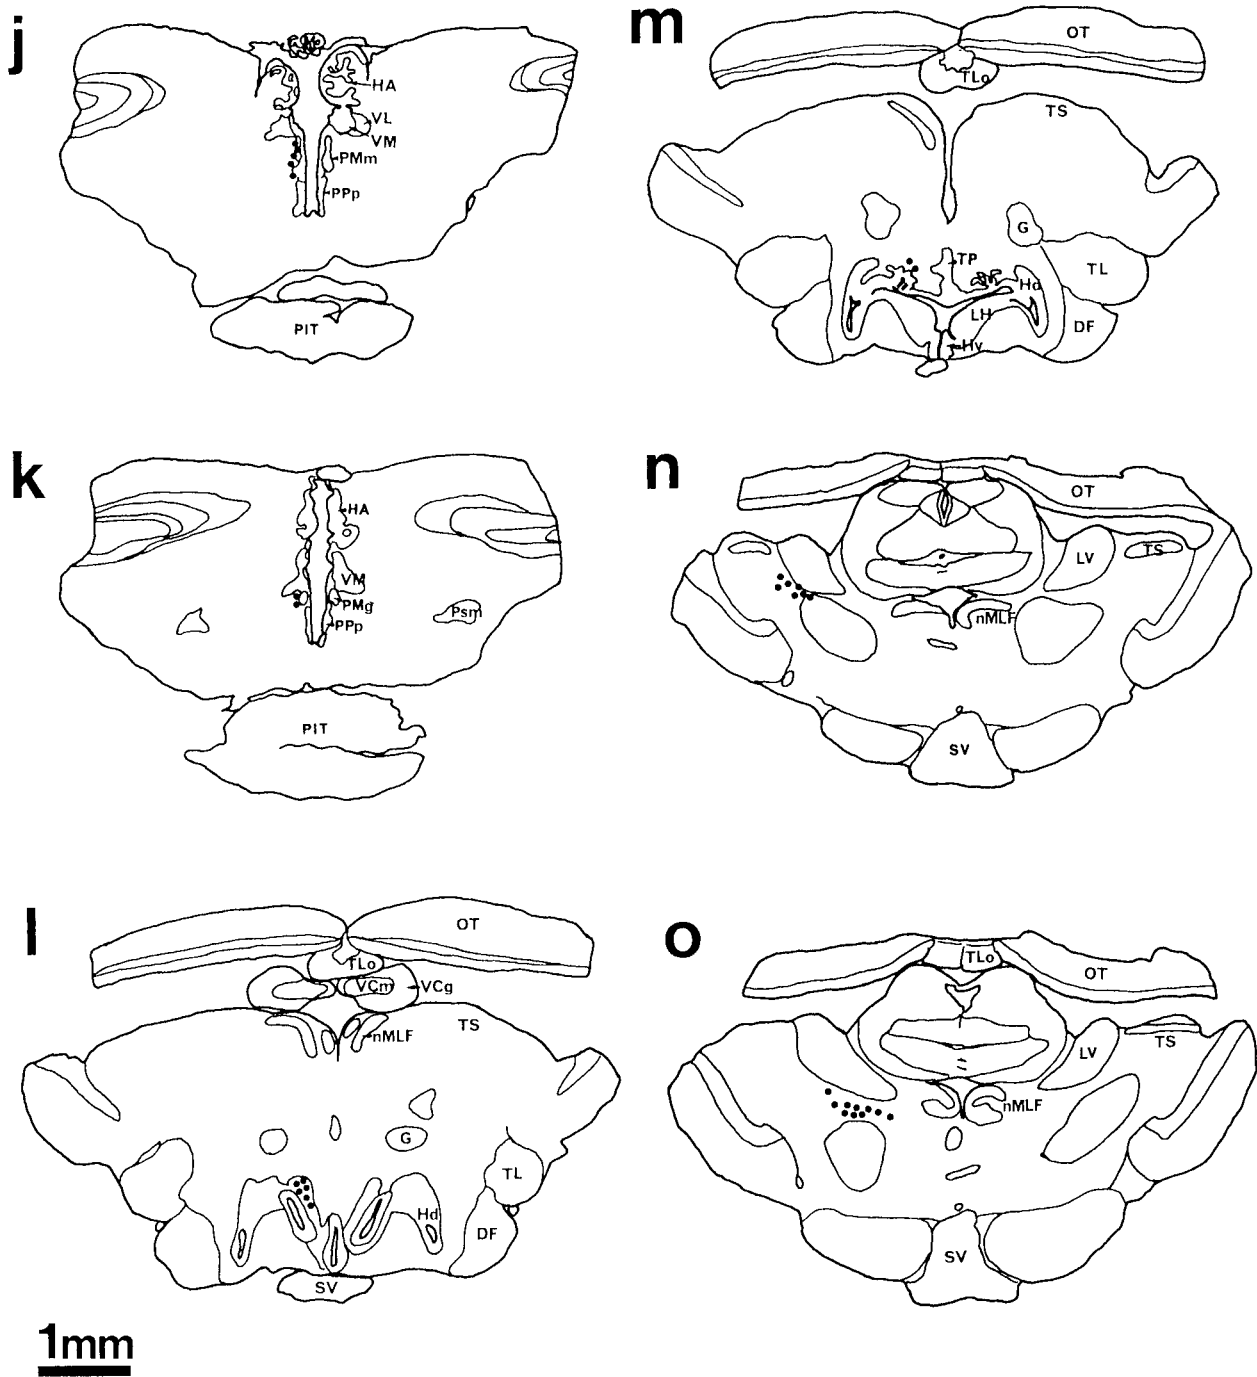 j
HA
VL
VM
PMm
PPp
PIT
m
OT
TLo
TS
G
TP
TL
Hd
LH
DF
Hv
k
HA
VM
PMg
Psm
PPp
PIT
n
OT
LV
TS
nMLF
SV
l
OT
TLo
VCm
VCg
TS
nMLF
G
TL
Hd
DF
SV
o
TLo
OT
LV
TS
nMLF
SV
1mm